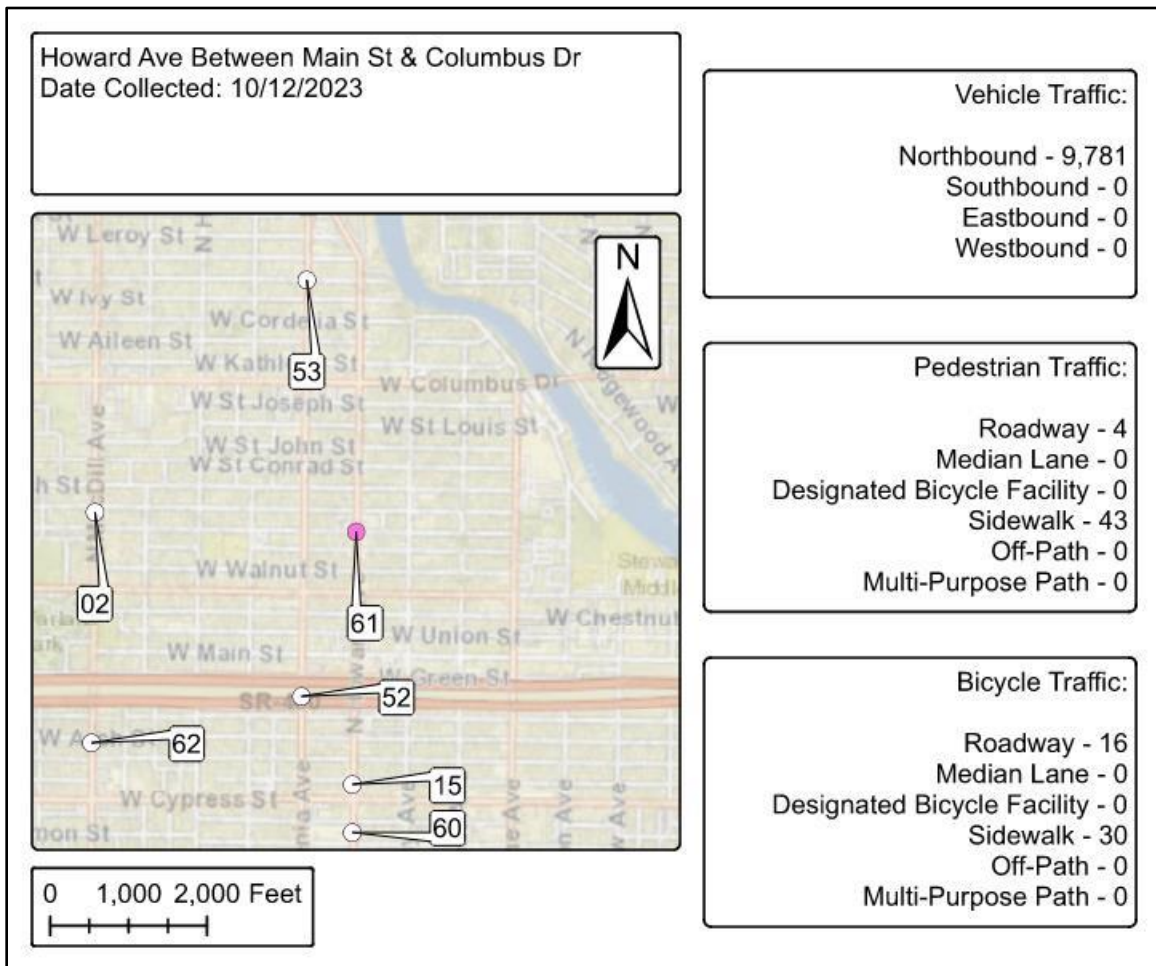 Howard Ave Between Main St & Columbus Dr
Date Collected: 10/12/2023
Vehicle Traffic:
Northbound - 9,781
Southbound - 0
Eastbound - 0
Westbound - 0
Pedestrian Traffic:
Roadway - 4
Median Lane - 0
Designated Bicycle Facility - 0
Sidewalk - 43
Off-Path - 0
Multi-Purpose Path - 0
Bicycle Traffic:
Roadway - 16
Median Lane - 0
Designated Bicycle Facility - 0
Sidewalk - 30
Off-Path - 0
Multi-Purpose Path - 0
W Leroy St
N
W Ivy St
W Cordelia St
W Aileen St
W St
53
W Columbus Dr
W St Joseph St
W St Louis St
W St John St
W St Conrad St
W Walnut St
02
61
W Chestnut
W Union St
W Main St
W Green St
52
62
15
W Cypress St
60
0 1,000 2,000 Feet